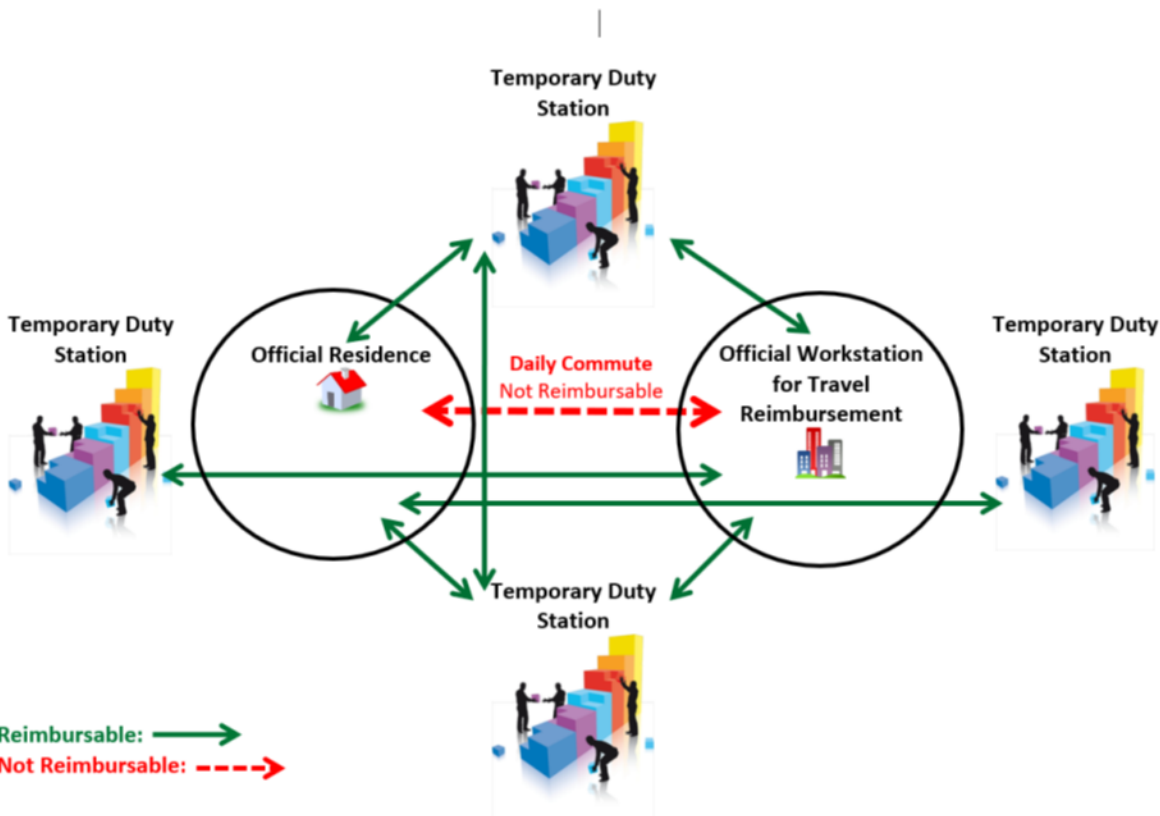 Temporary Duty
Station
Temporary Duty
Station
Official Residence
Daily Commute
Not Reimbursable
Official Workstation
for Travel
Reimbursement
Temporary Duty
Station
Temporary Duty
Station
Reimbursable:
Not Reimbursable: